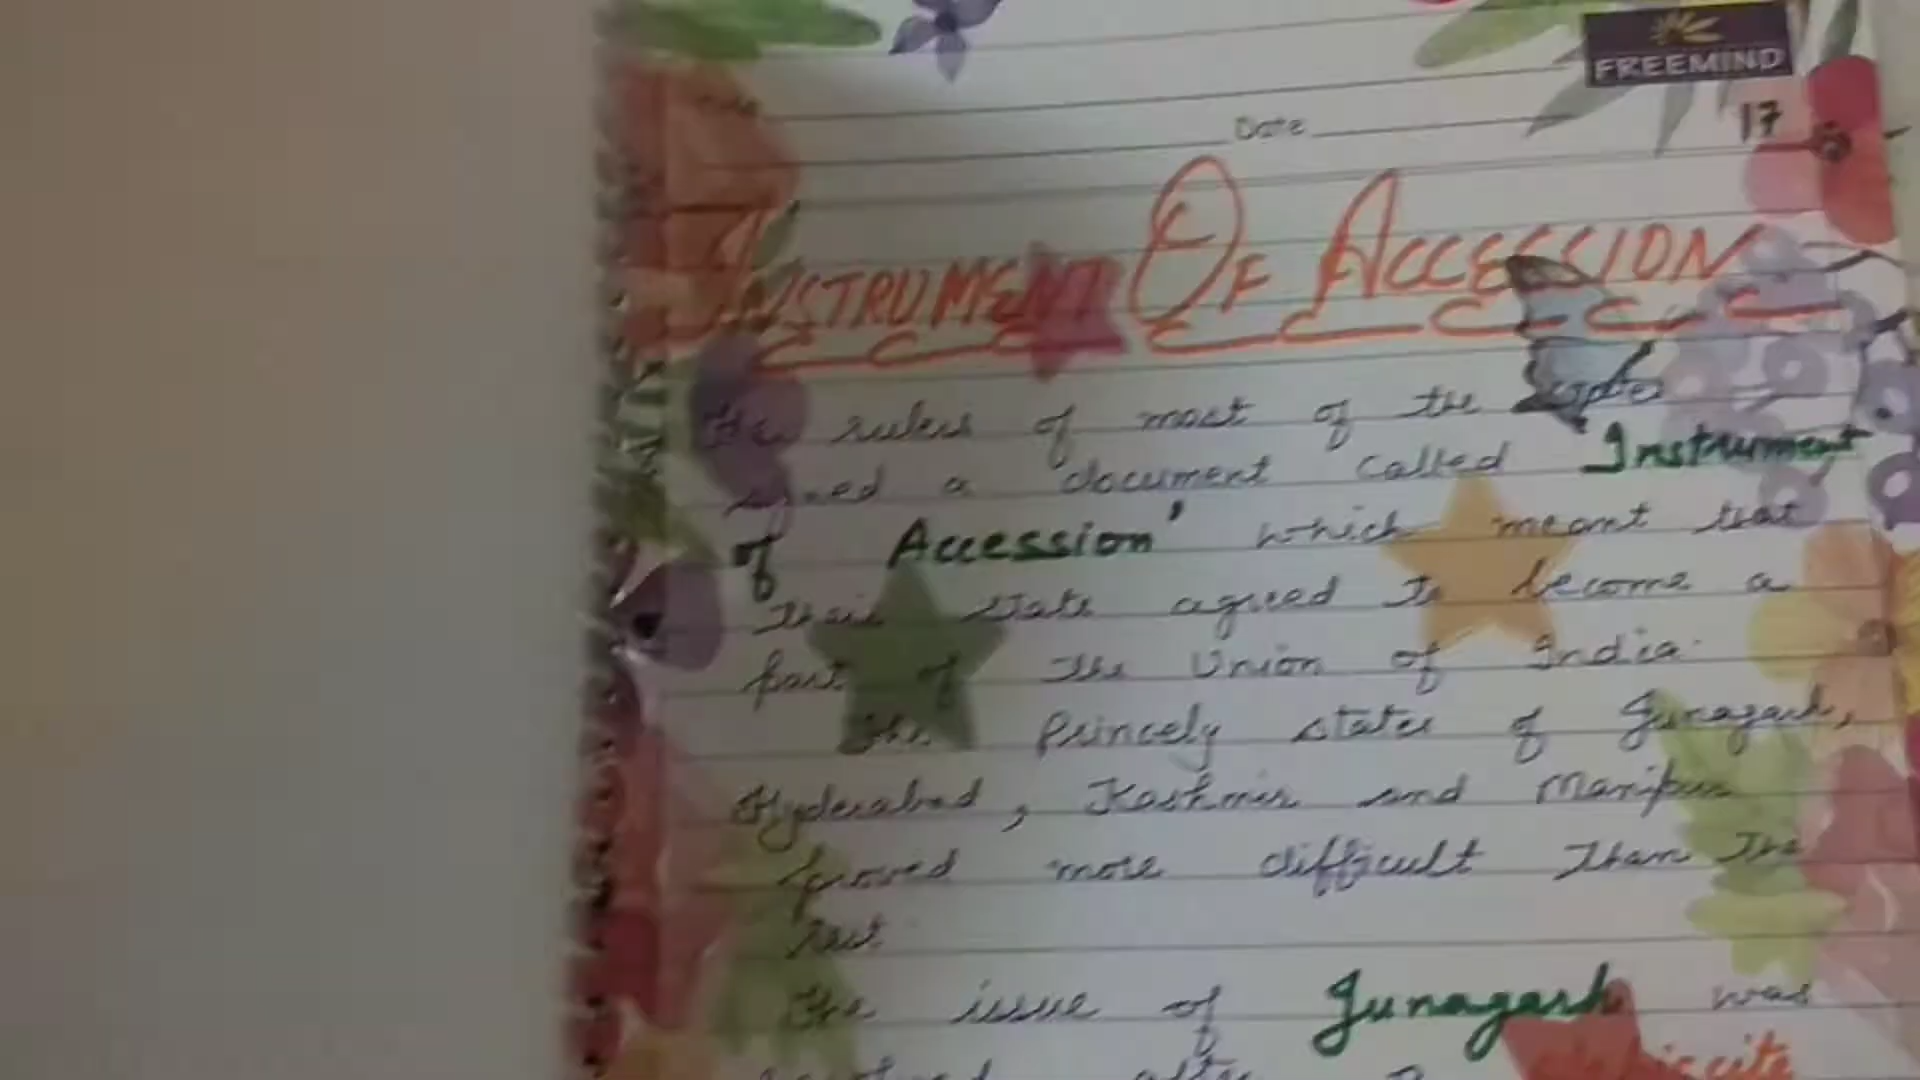 FREEMIND
Date
17
INSTRUMENT OF ACCESSION
The rulers of most of the
signed a document called Instrument
of Accession' which meant that
their state agreed to become a
part of the Union of India.
The Princely states of Junagarh,
Hyderabad, Kashmir and Manipur
proved more difficult than the
rest
The issue of Junagarh was
after